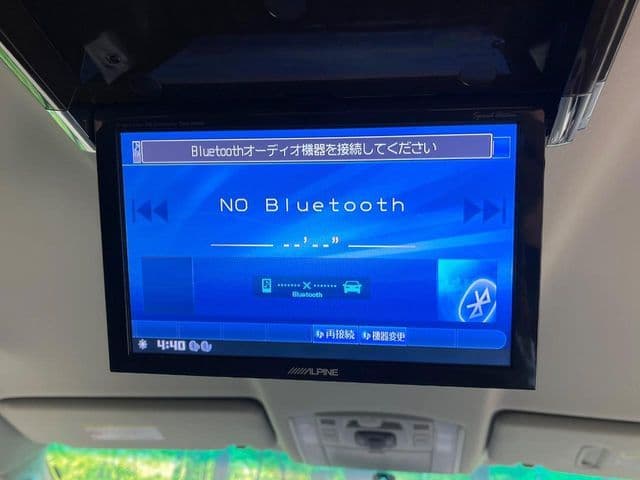 Bluetoothオーディオ機器を接続してください
NO Bluetooth
--'--"
Bluetooth
再接続 機器変更
4:40
ALPINE